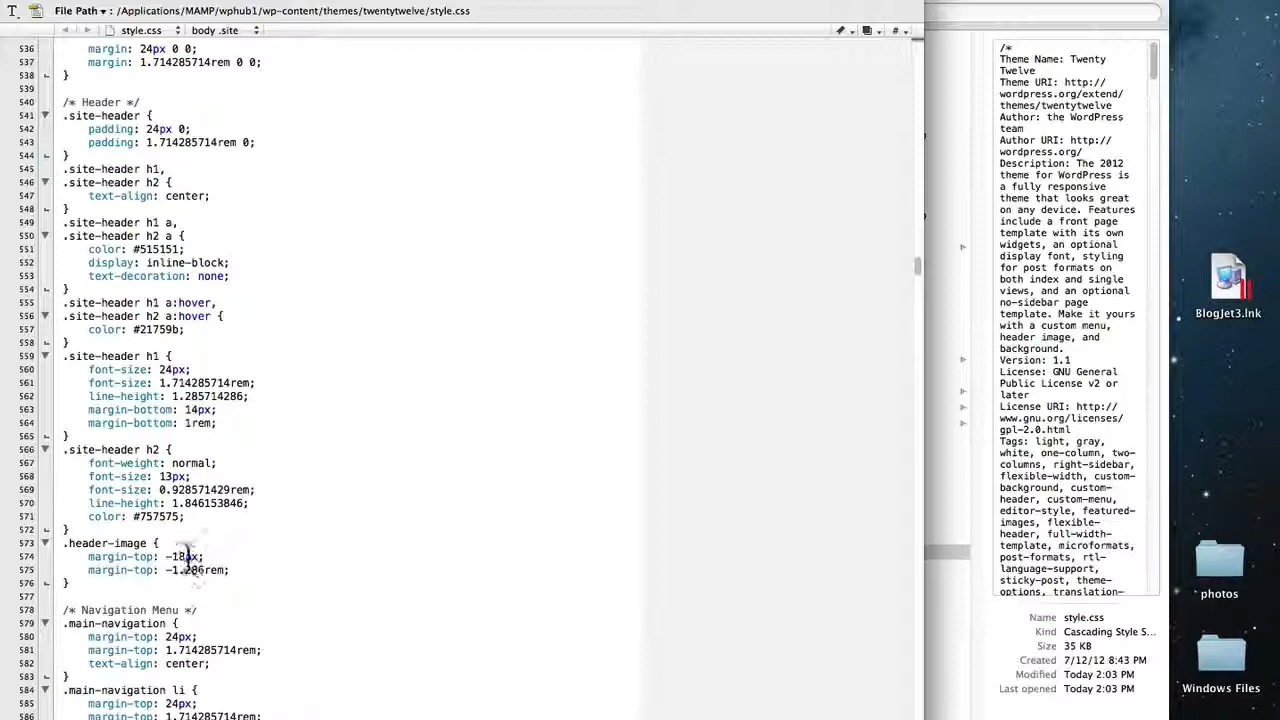 File Path ▾ : /Applications/MAMP/wphub1/wp-content/themes/twentytwelve/style.css
style.css
body .site
536 margin: 24px 0 0;
537 margin: 1.714285714rem 0 0;
538 }
539
540 /* Header */
541 .site-header {
542 padding: 24px 0;
543 padding: 1.714285714rem 0;
544 }
545 .site-header h1,
546 .site-header h2 {
547 text-align: center;
548 }
549 .site-header h1 a,
550 .site-header h2 a {
551 color: #515151;
552 display: inline-block;
553 text-decoration: none;
554 }
555 .site-header h1 a:hover,
556 .site-header h2 a:hover {
557 color: #21759b;
558 }
559 .site-header h1 {
560 font-size: 24px;
561 font-size: 1.714285714rem;
562 line-height: 1.285714286;
563 margin-bottom: 14px;
564 margin-bottom: 1rem;
565 }
566 .site-header h2 {
567 font-weight: normal;
568 font-size: 13px;
569 font-size: 0.928571429rem;
570 line-height: 1.846153846;
571 color: #757575;
572 }
573 .header-image {
574 margin-top: -18px;
575 margin-top: -1.286rem;
576 }
577
578 /* Navigation Menu */
579 .main-navigation {
580 margin-top: 24px;
581 margin-top: 1.714285714rem;
582 text-align: center;
583 }
584 .main-navigation li {
585 margin-top: 24px;
586 margin-top: 1.714285714rem;
/*
Theme Name: Twenty
Twelve
Theme URI: http://
wordpress.org/extend/
themes/twentytwelve
Author: the WordPress
team
Author URI: http://
wordpress.org/
Description: The 2012
theme for WordPress is
a fully responsive
theme that looks great
on any device. Features
include a front page
template with its own
widgets, an optional
display font, styling
for post formats on
both index and single
views, and an optional
no-sidebar page
template. Make it yours
with a custom menu,
header image, and
background.
Version: 1.1
License: GNU General
Public License v2 or
later
License URI: http://
www.gnu.org/licenses/
gpl-2.0.html
Tags: light, gray,
white, one-column, two-
columns, right-sidebar,
flexible-width, custom-
background, custom-
header, custom-menu,
editor-style, featured-
images, flexible-
header, full-width-
template, microformats,
post-formats, rtl-
language-support,
sticky-post, theme-
options, translation-
Name style.css
Kind Cascading Style S...
Size 35 KB
Created 7/12/12 8:43 PM
Modified Today 2:03 PM
Last opened Today 2:03 PM
BlogJet3.lnk
photos
Windows Files